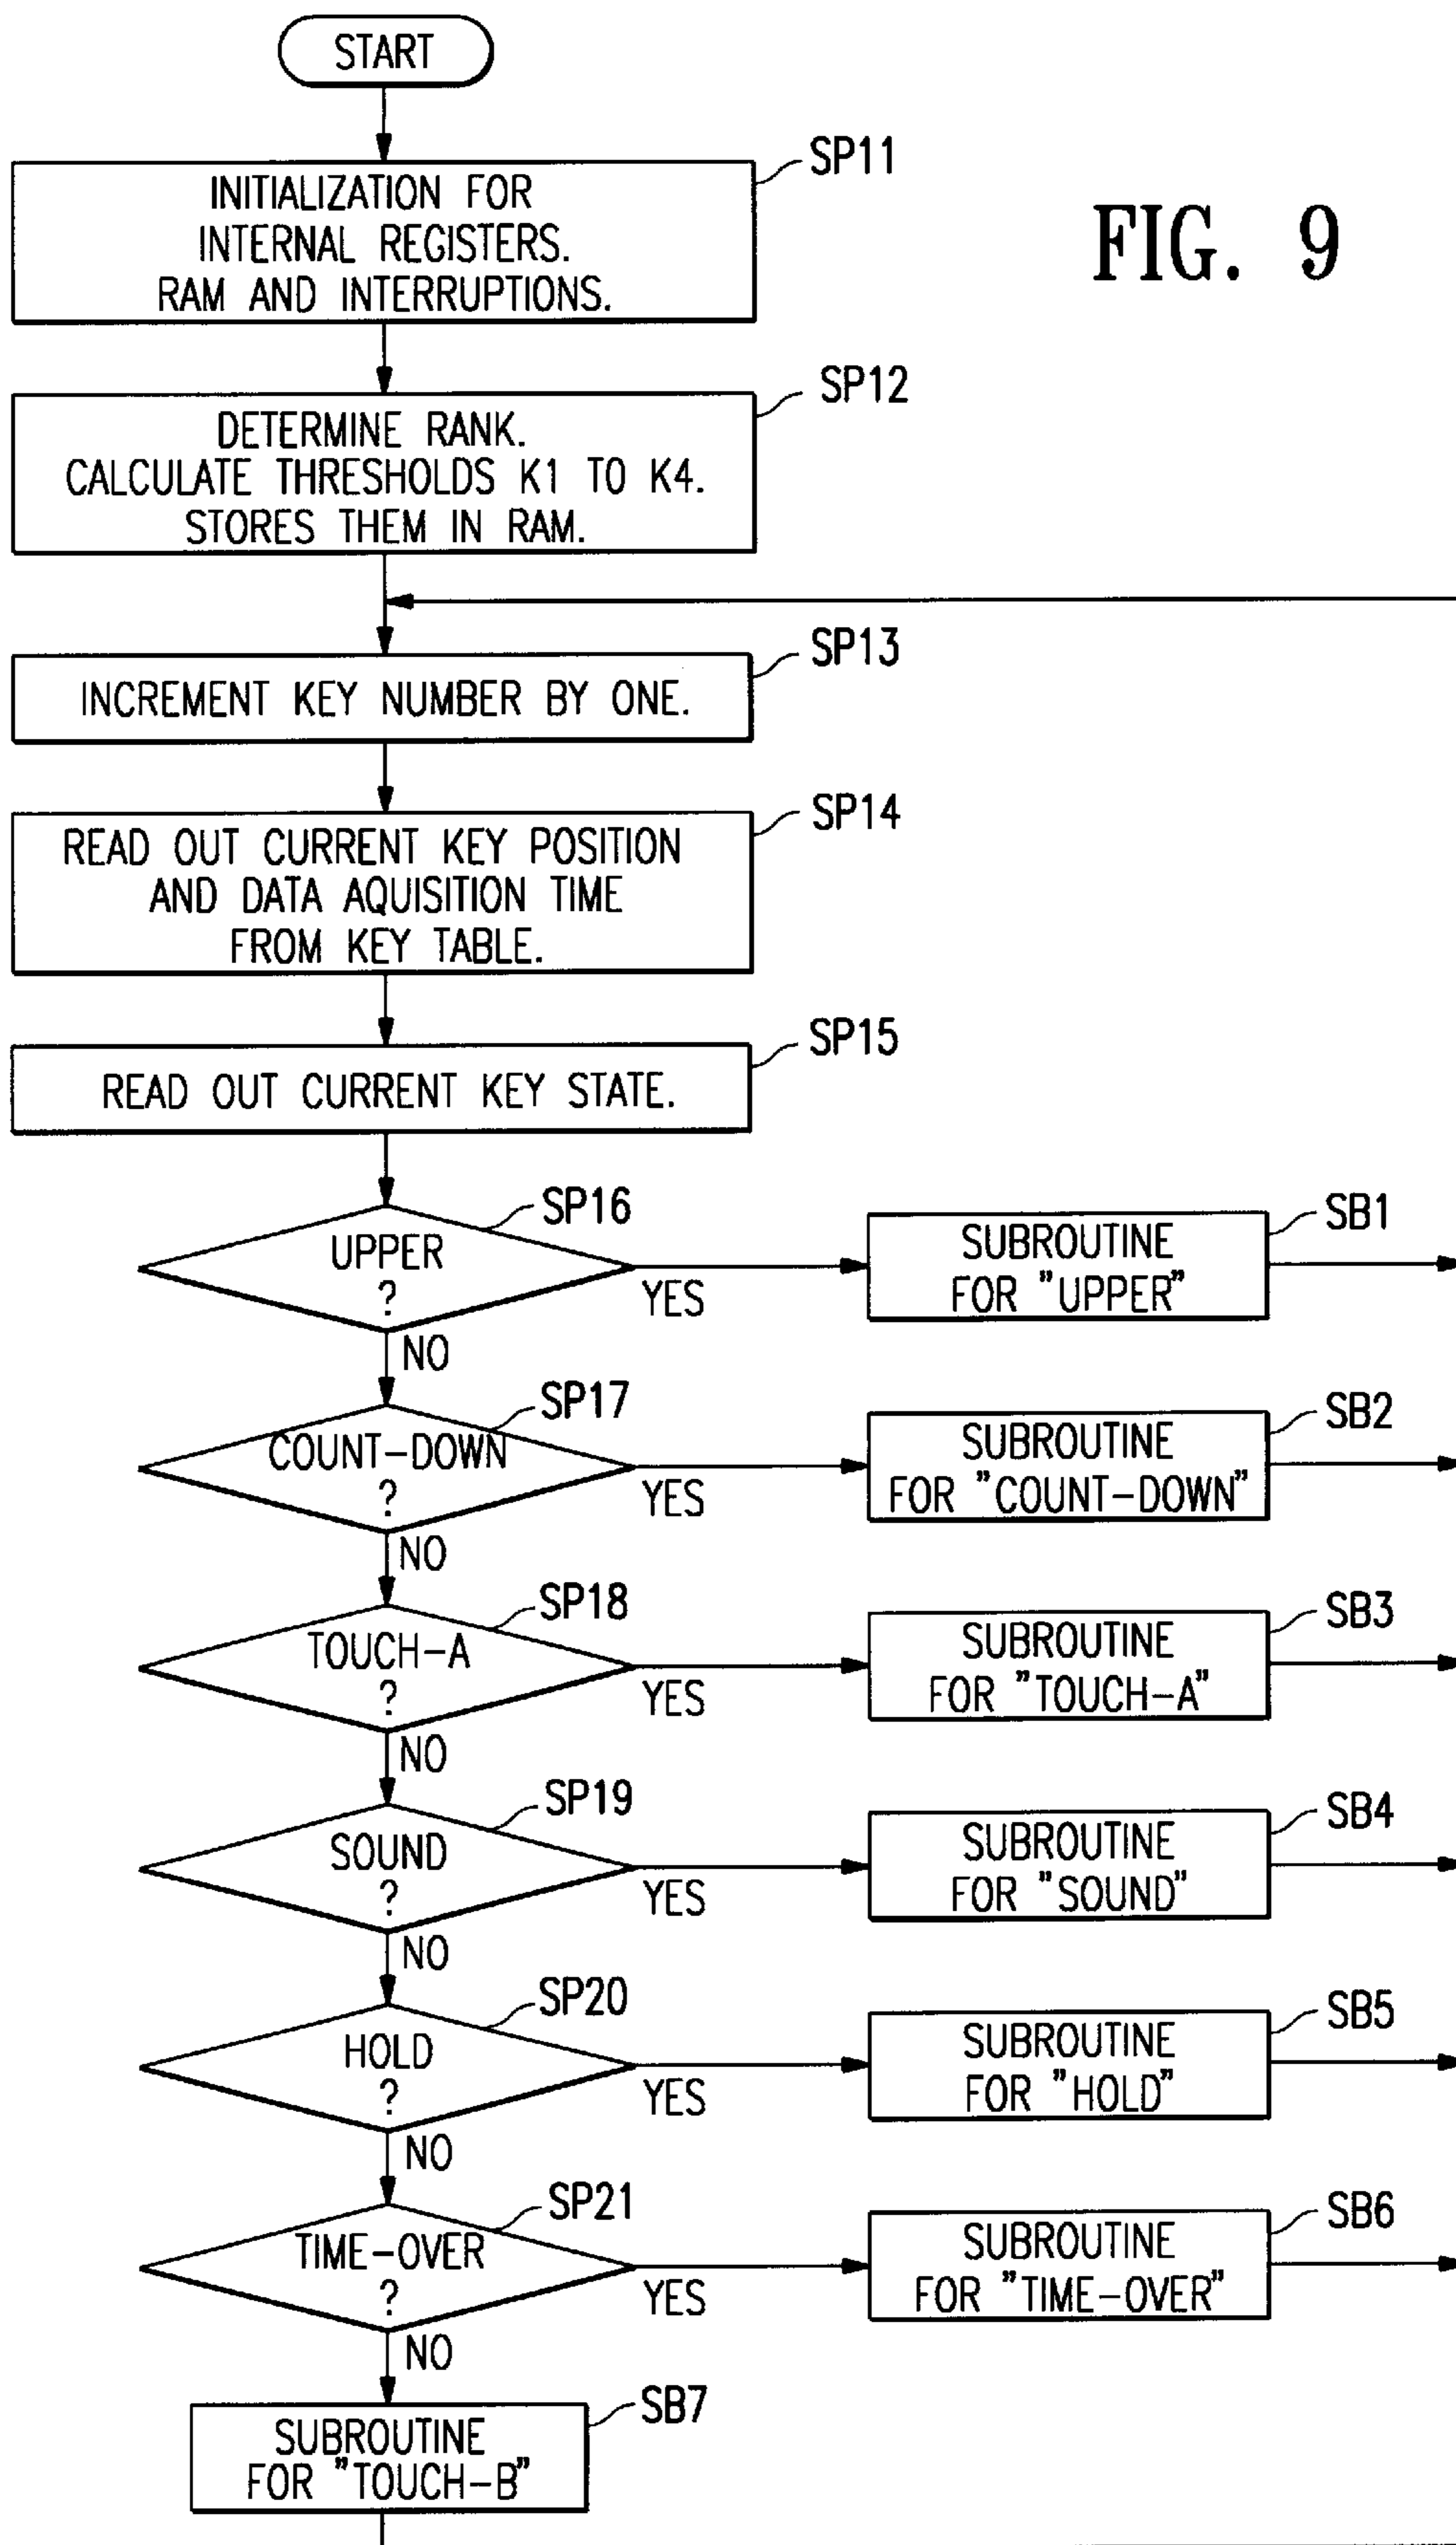 START
SP11
INITIALIZATION FOR
INTERNAL REGISTERS.
RAM AND INTERRUPTIONS.
FIG. 9
SP12
DETERMINE RANK.
CALCULATE THRESHOLDS K1 TO K4.
STORES THEM IN RAM.
SP13
INCREMENT KEY NUMBER BY ONE.
SP14
READ OUT CURRENT KEY POSITION
AND DATA AQUISITION TIME
FROM KEY TABLE.
SP15
READ OUT CURRENT KEY STATE.
SP16
UPPER
?
YES
NO
SB1
SUBROUTINE
FOR "UPPER"
SP17
COUNT-DOWN
?
YES
NO
SB2
SUBROUTINE
FOR "COUNT-DOWN"
SP18
TOUCH-A
?
YES
NO
SB3
SUBROUTINE
FOR "TOUCH-A"
SP19
SOUND
?
YES
NO
SB4
SUBROUTINE
FOR "SOUND"
SP20
HOLD
?
YES
NO
SB5
SUBROUTINE
FOR "HOLD"
SP21
TIME-OVER
?
YES
NO
SB6
SUBROUTINE
FOR "TIME-OVER"
SB7
SUBROUTINE
FOR "TOUCH-B"